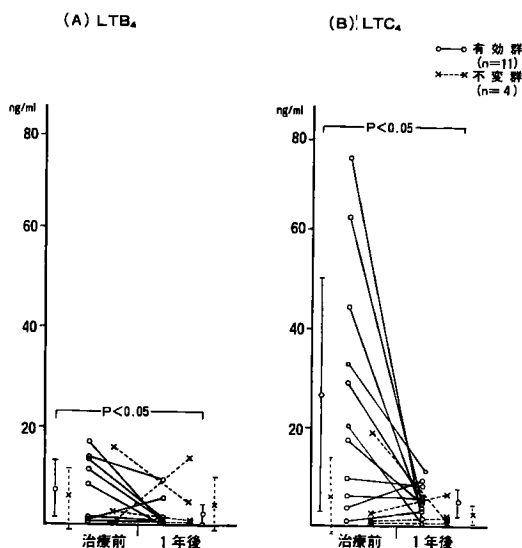 (A) LTB₄
(B) LTC₄
有効群
(n=11)
不変群
(n=4)
ng/ml
80
60
40
20
P<0.05
治療前
1年後
ng/ml
80
60
40
20
P<0.05
治療前
1年後